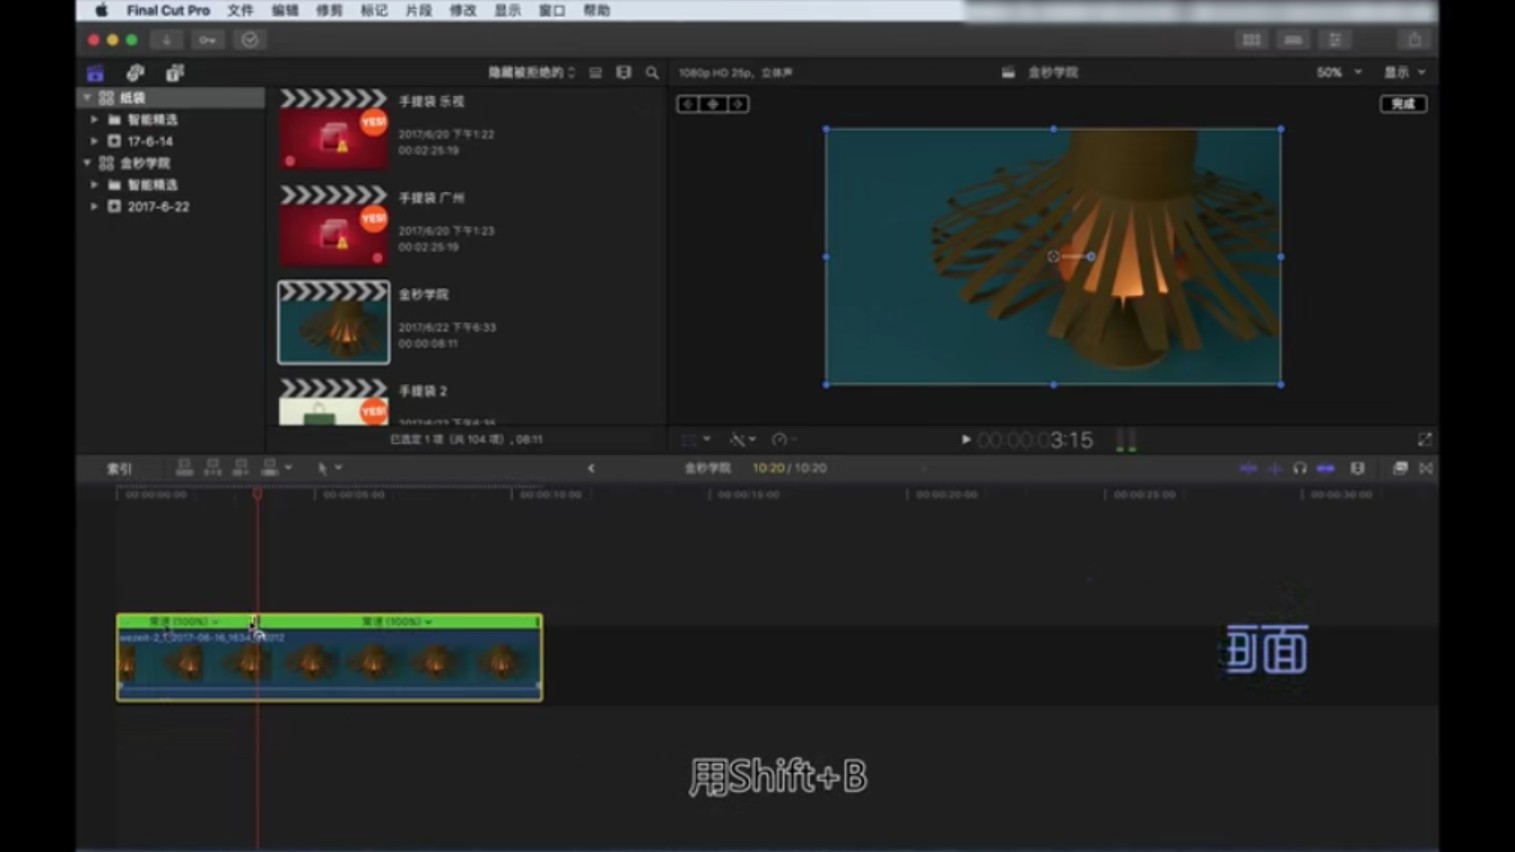 Final Cut Pro 文件 编辑 修剪 标记 片段 修改 显示 窗口 帮助
隐藏被拒绝的
1080p HD 25p, 立体声
金秒学院
50%
显示
纸袋
智能精选
17-6-14
金秒学院
智能精选
2017-6-22
手提袋 乐视
2017/6/20 下午1:22
00:02:25:19
YES!
手提袋 广州
2017/6/20 下午1:23
00:02:25:19
YES!
金秒学院
2017/6/22 下午6:33
00:00:08:11
手提袋 2
YES!
已选定 1 项 (共 104 项), 08:11
完成
00:00:03:15
索引
金秒学院 10:20 / 10:20
00:00:00:00 00:00:05:00 00:00:10:00 00:00:15:00 00:00:20:00 00:00:25:00 00:00:30:00
常速 (100%) 常速 (100%)
画面
用Shift+B